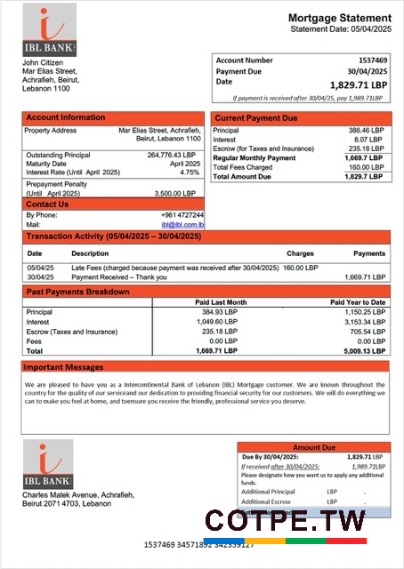 IBL BANK
Mortgage Statement
Statement Date: 05/04/2025
John Citizen
Mar Elias Street,
Achrafieh, Beirut,
Lebanon 1100
Account Number 1537469
Payment Due 30/04/2025
Date 1,829.71 LBP
If payment is received after 30/04/25, pay 1,989.71LBP
Account Information
Property Address Mar Elias Street, Achrafieh,
Beirut, Lebanon 1100
Outstanding Principal 264,776.43 LBP
Maturity Date April 2025
Interest Rate (Until April 2025) 4.75%
Prepayment Penalty
(Until April 2025) 3,500.00 LBP
Contact Us
By Phone: +961 4727244
Mail: ibl@ibl.com.lb
Current Payment Due
Principal 386.46 LBP
Interest 8.07 LBP
Escrow (for Taxes and Insurance) 235.18 LBP
Regular Monthly Payment 1,669.7 LBP
Total Fees Charged 160.00 LBP
Total Amount Due 1,829.7 LBP
Transaction Activity (05/04/2025 – 30/04/2025)
Date Description Charges Payments
05/04/25 Late Fees (charged because payment was received after 30/04/2025) 160.00 LBP
30/04/25 Payment Received – Thank you 1,669.71 LBP
Past Payments Breakdown
Paid Last Month Paid Year to Date
Principal 384.93 LBP 1,150.25 LBP
Interest 1,049.60 LBP 3,153.34 LBP
Escrow (Taxes and Insurance) 235.18 LBP 705.54 LBP
Fees 0.00 LBP 0.00 LBP
Total 1,669.71 LBP 5,009.13 LBP
Important Messages
We are pleased to have you as a Intercontinental Bank of Lebanon (IBL) Mortgage customer. We are known throughout the
country for the quality of our serviceand our dedication to providing financial security for our customers. We will do everything we
can to make you feel at home, and toensure you receive the friendly, professional service you deserve.
IBL BANK
Charles Malek Avenue, Achrafieh,
Beirut 2071 4703, Lebanon
Amount Due
Due By 30/04/2025: 1,829.71 LBP
If received after 30/04/2025: 1,989.71LBP
Please designate how you want us to apply any additional
funds.
Additional Principal LBP .
Additional Escrow LBP .
COTPE.TW
1537469 34571892 342359127